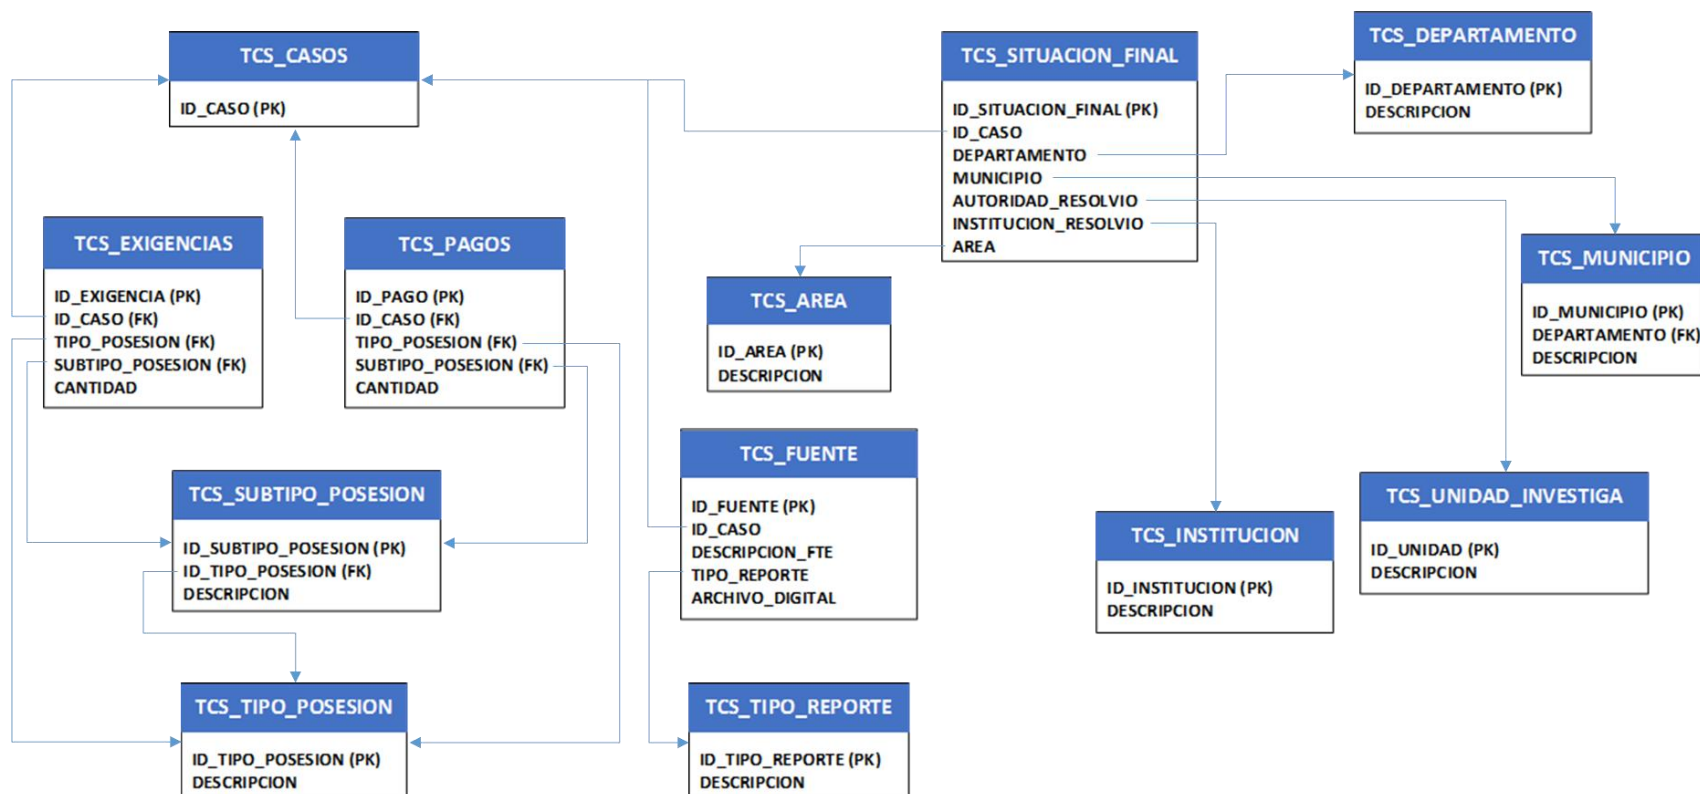 TCS_CASOS
ID_CASO (PK)
TCS_SITUACION_FINAL
ID_SITUACION_FINAL (PK)
ID_CASO
DEPARTAMENTO
MUNICIPIO
AUTORIDAD_RESOLVIO
INSTITUCION_RESOLVIO
AREA
TCS_DEPARTAMENTO
ID_DEPARTAMENTO (PK)
DESCRIPCION
TCS_EXIGENCIAS
ID_EXIGENCIA (PK)
ID_CASO (FK)
TIPO_POSESION (FK)
SUBTIPO_POSESION (FK)
CANTIDAD
TCS_PAGOS
ID_PAGO (PK)
ID_CASO (FK)
TIPO_POSESION (FK)
SUBTIPO_POSESION (FK)
CANTIDAD
TCS_AREA
ID_AREA (PK)
DESCRIPCION
TCS_MUNICIPIO
ID_MUNICIPIO (PK)
DEPARTAMENTO (FK)
DESCRIPCION
TCS_SUBTIPO_POSESION
ID_SUBTIPO_POSESION (PK)
ID_TIPO_POSESION (FK)
DESCRIPCION
TCS_FUENTE
ID_FUENTE (PK)
ID_CASO
DESCRIPCION_FTE
TIPO_REPORTE
ARCHIVO_DIGITAL
TCS_INSTITUCION
ID_INSTITUCION (PK)
DESCRIPCION
TCS_UNIDAD_INVESTIGA
ID_UNIDAD (PK)
DESCRIPCION
TCS_TIPO_POSESION
ID_TIPO_POSESION (PK)
DESCRIPCION
TCS_TIPO_REPORTE
ID_TIPO_REPORTE (PK)
DESCRIPCION